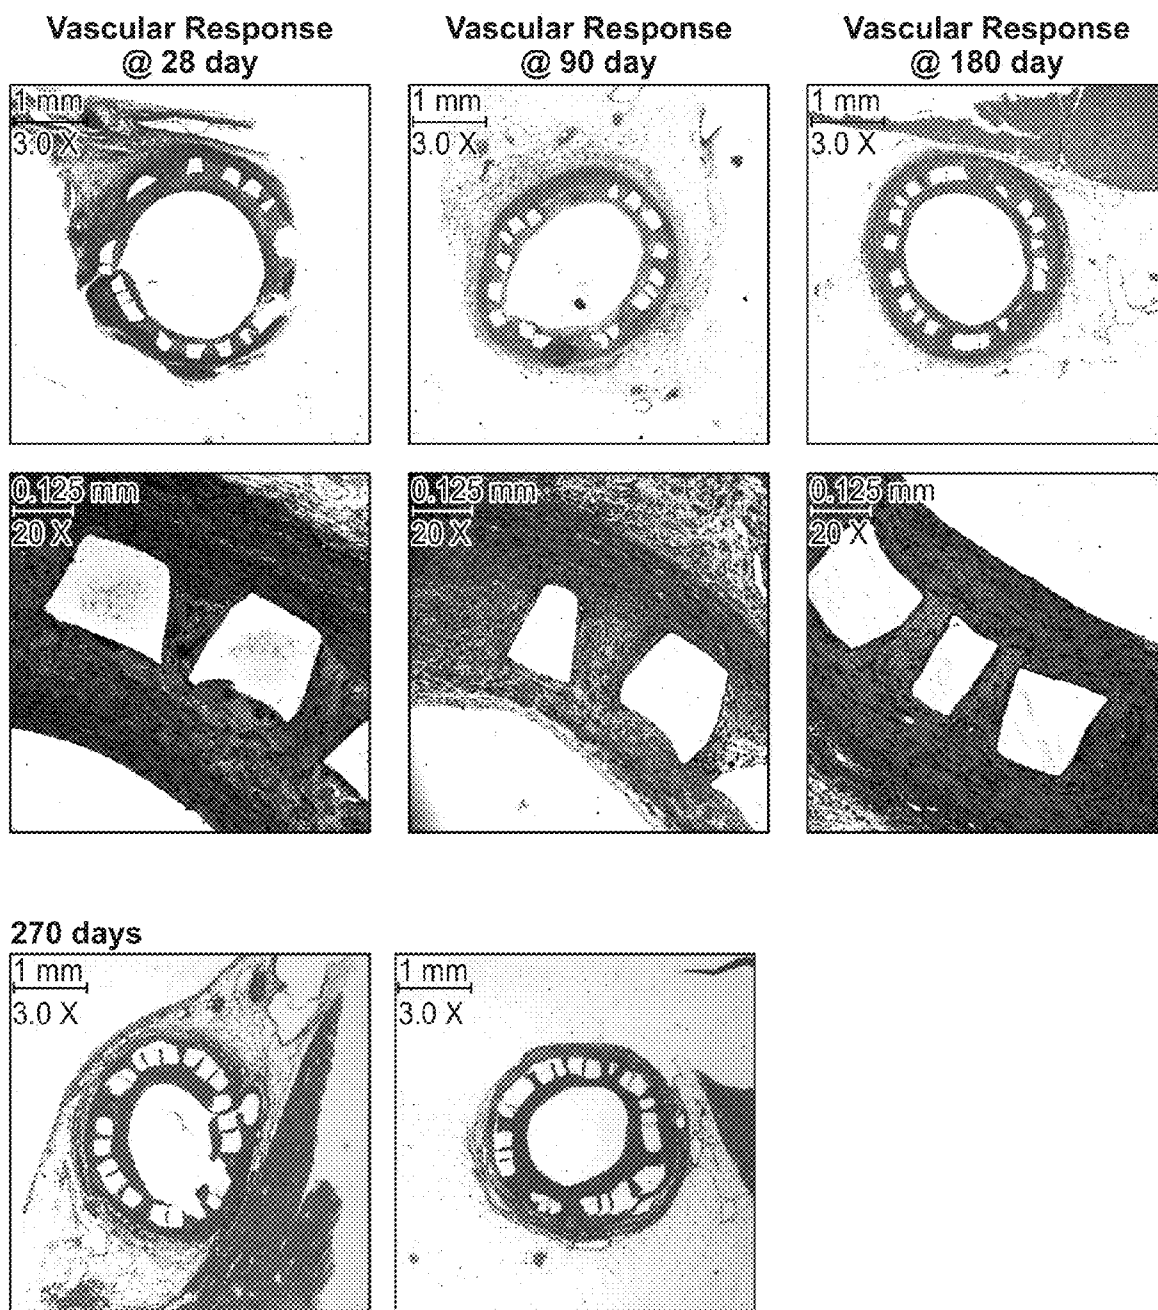 Vascular Response
@ 28 day
Vascular Response
@ 90 day
Vascular Response
@ 180 day
1 mm
3.0 X
1 mm
3.0 X
1 mm
3.0 X
0.125 mm
20 X
0.125 mm
20 X
0.125 mm
20 X
270 days
1 mm
3.0 X
1 mm
3.0 X